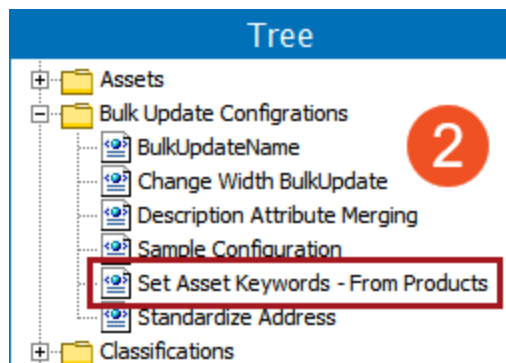 Tree
Assets
Bulk Update Configrations
2
BulkUpdateName
Change Width BulkUpdate
Description Attribute Merging
Sample Configuration
Set Asset Keywords - From Products
Standardize Address
Classifications